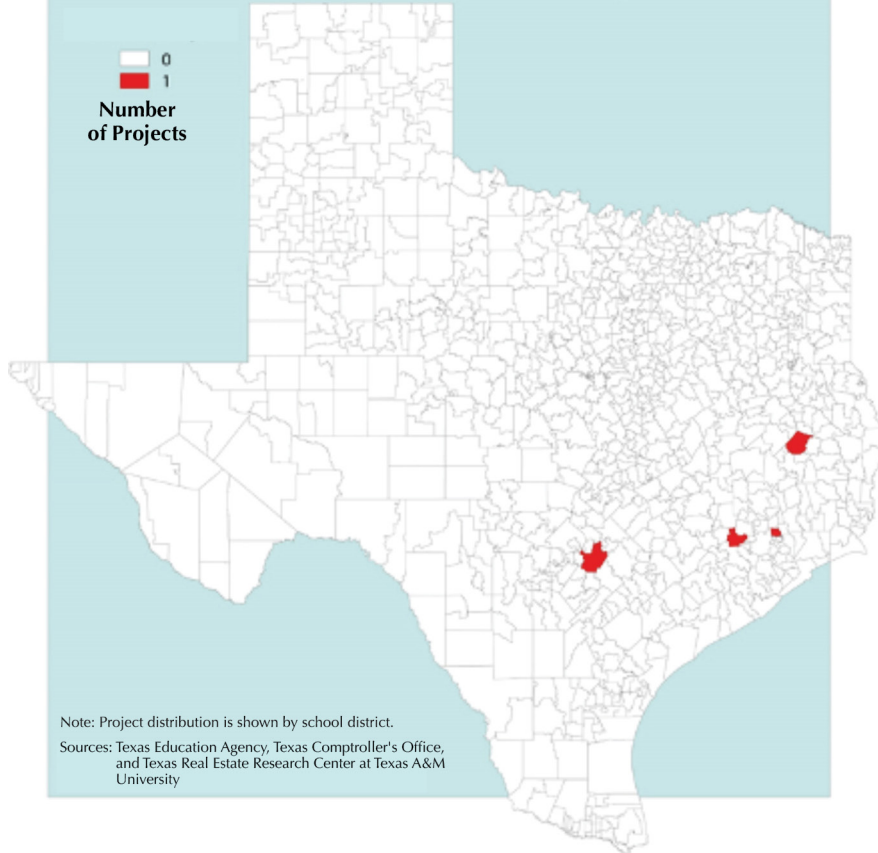 0
1
Number
of Projects
Note: Project distribution is shown by school district.
Sources: Texas Education Agency, Texas Comptroller's Office,
and Texas Real Estate Research Center at Texas A&M
University